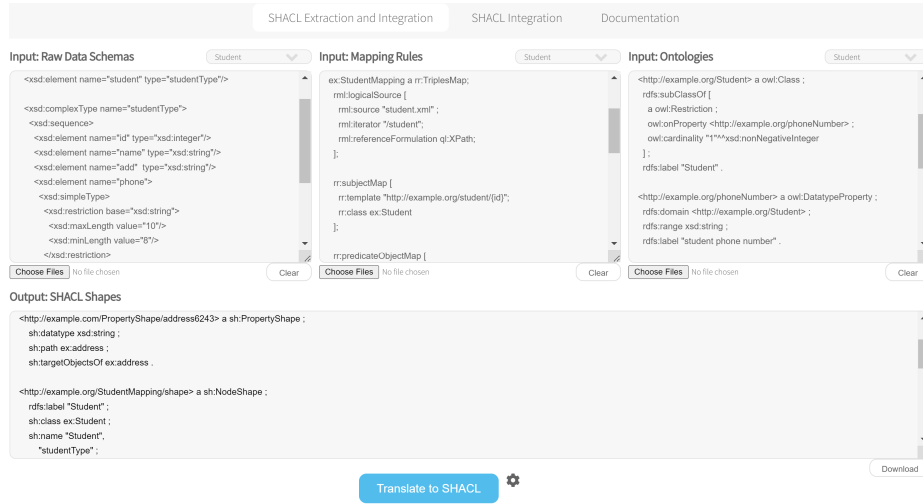 SHACL Extraction and Integration SHACL Integration Documentation
Input: Raw Data Schemas Student
<xsd:element name="student" type="studentType"/>
<xsd:complexType name="studentType">
<xsd:sequence>
<xsd:element name="id" type="xsd:integer"/>
<xsd:element name="name" type="xsd:string"/>
<xsd:element name="add" type="xsd:string"/>
<xsd:element name="phone">
<xsd:simpleType>
<xsd:restriction base="xsd:string">
<xsd:maxLength value="10"/>
<xsd:minLength value="8"/>
</xsd:restriction>
Choose Files No file chosen Clear
Input: Mapping Rules Student
ex:StudentMapping a rr:TriplesMap;
rml:logicalSource [
rml:source "student.xml" ;
rml:iterator "/student";
rml:referenceFormulation ql:XPath;
];
rr:subjectMap [
rr:template "http://example.org/student/{id}";
rr:class ex:Student
];
rr:predicateObjectMap [
Choose Files No file chosen Clear
Input: Ontologies Student
<http://example.org/Student> a owl:Class ;
rdfs:subClassOf [
a owl:Restriction ;
owl:onProperty <http://example.org/phoneNumber> ;
owl:cardinality "1"^^xsd:nonNegativeInteger
] ;
rdfs:label "Student" .
<http://example.org/phoneNumber> a owl:DatatypeProperty ;
rdfs:domain <http://example.org/Student> ;
rdfs:range xsd:string ;
rdfs:label "student phone number" .
Choose Files No file chosen Clear
Output: SHACL Shapes
<http://example.com/PropertyShape/address6243> a sh:PropertyShape ;
sh:datatype xsd:string ;
sh:path ex:address ;
sh:targetObjectsOf ex:address .
<http://example.org/StudentMapping/shape> a sh:NodeShape ;
rdfs:label "Student" ;
sh:class ex:Student ;
sh:name "Student",
"studentType" ;
Download
Translate to SHACL